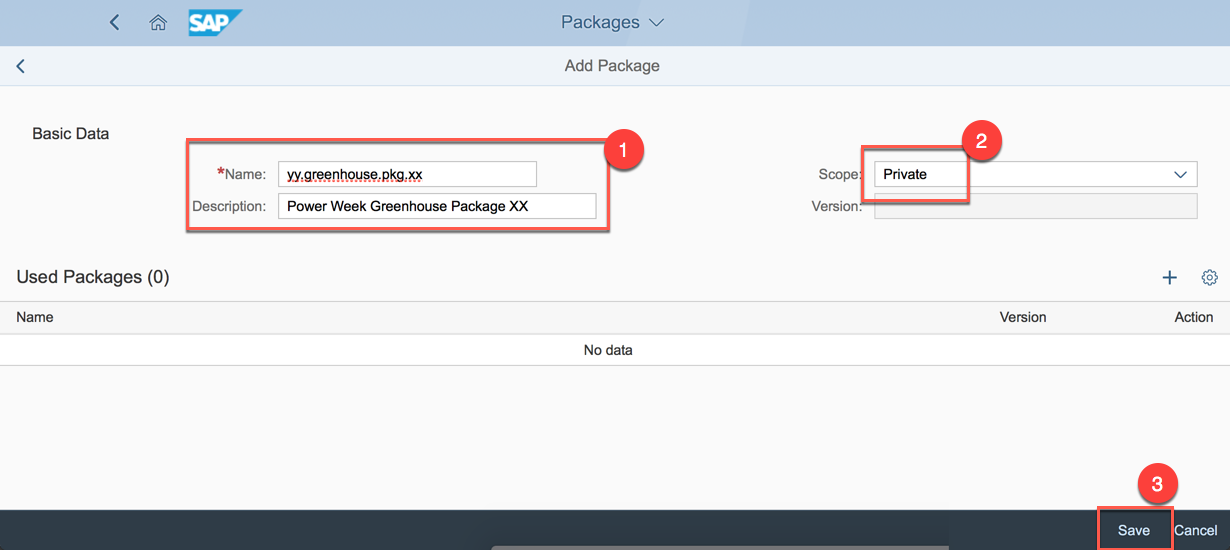 SAP
Packages
Add Package
Basic Data
1
2
*Name: yy.greenhouse.pkg.xx
Scope: Private
Description: Power Week Greenhouse Package XX
Version:
Used Packages (0)
Name Version Action
No data
3
Save Cancel